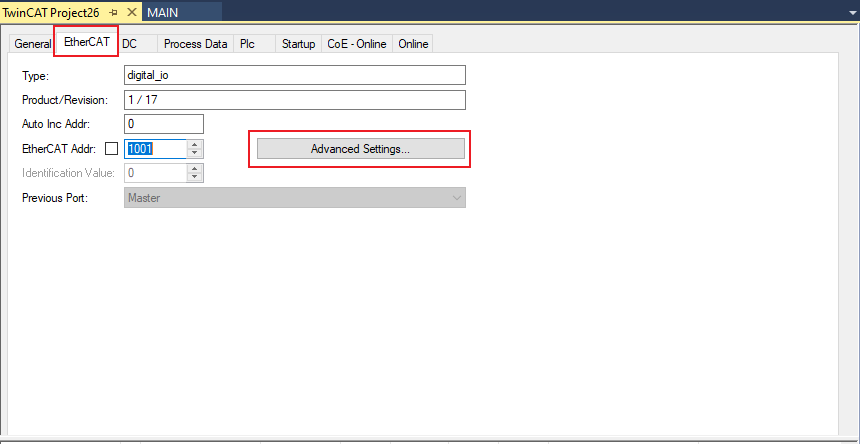 TwinCAT Project26 MAIN
General EtherCAT DC Process Data Plc Startup CoE - Online Online
Type: digital_io
Product/Revision: 1 / 17
Auto Inc Addr: 0
EtherCAT Addr: 1001 Advanced Settings...
Identification Value: 0
Previous Port: Master